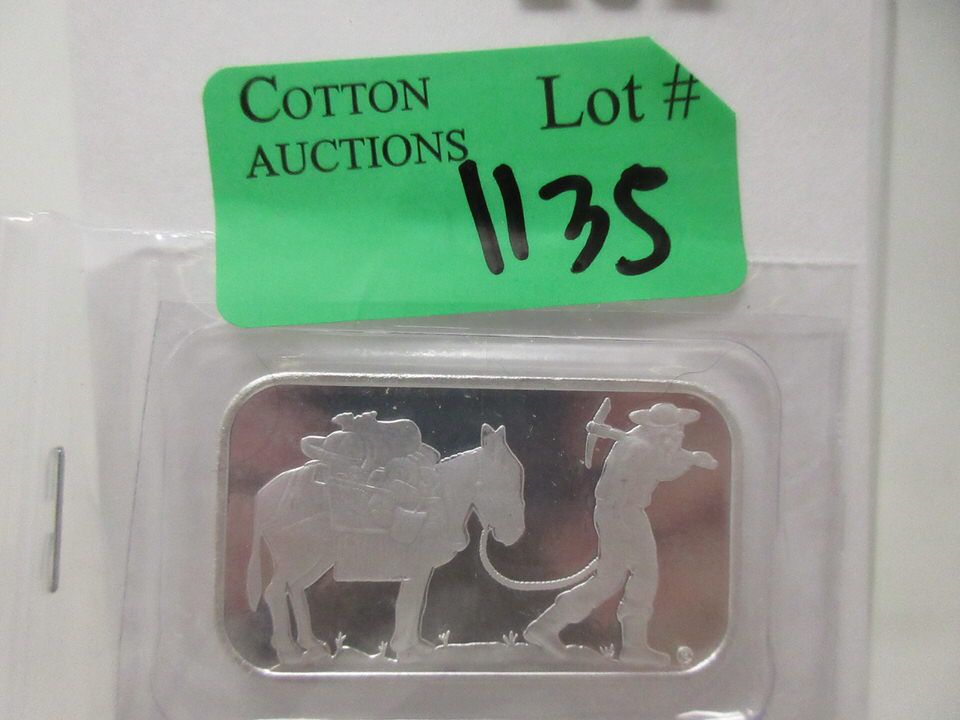 COTTON
AUCTIONS
Lot #
1135